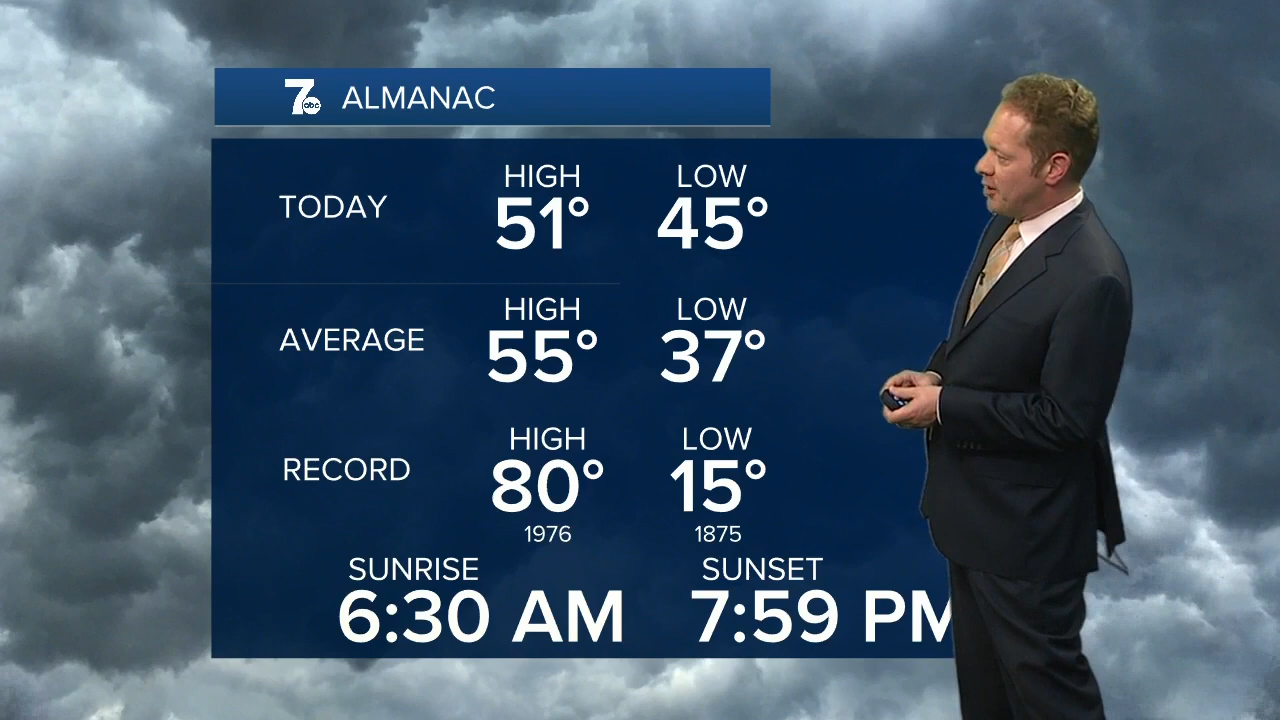 7 abc ALMANAC
HIGH LOW
TODAY 51° 45°
HIGH LOW
AVERAGE 55° 37°
HIGH LOW
RECORD 80° 15°
1976 1875
SUNRISE SUNSET
6:30 AM 7:59 PM